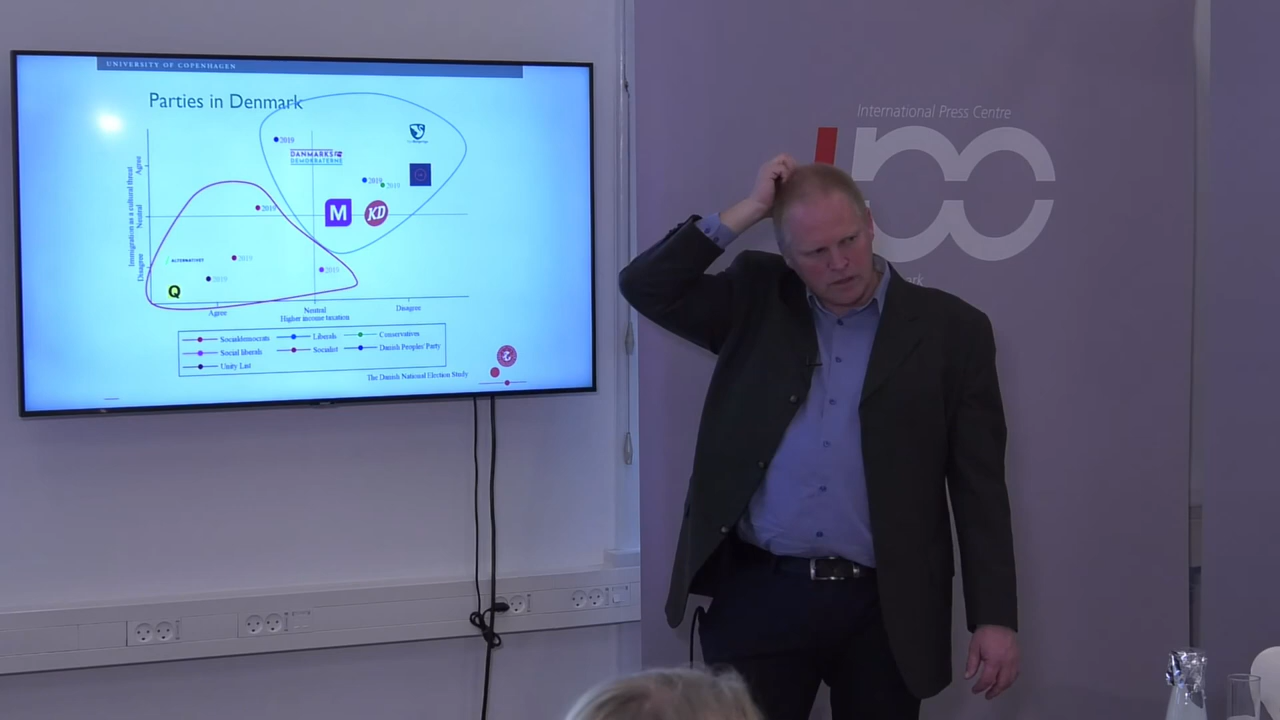 UNIVERSITY OF COPENHAGEN
Parties in Denmark
2019
DANMARKS
DEMOKRATERNE
2019
2019
M
KD
2019
ALTERNATIVET
2019
2019
2019
Q
Immigration as a cultural threat
Agree
Neutral
Disagree
Agree
Neutral
Disagree
Higher income taxation
Socialdemocrats
Liberals
Conservatives
Social liberals
Socialist
Danish Peoples' Party
Unity List
The Danish National Election Study
International Press Centre
ipc